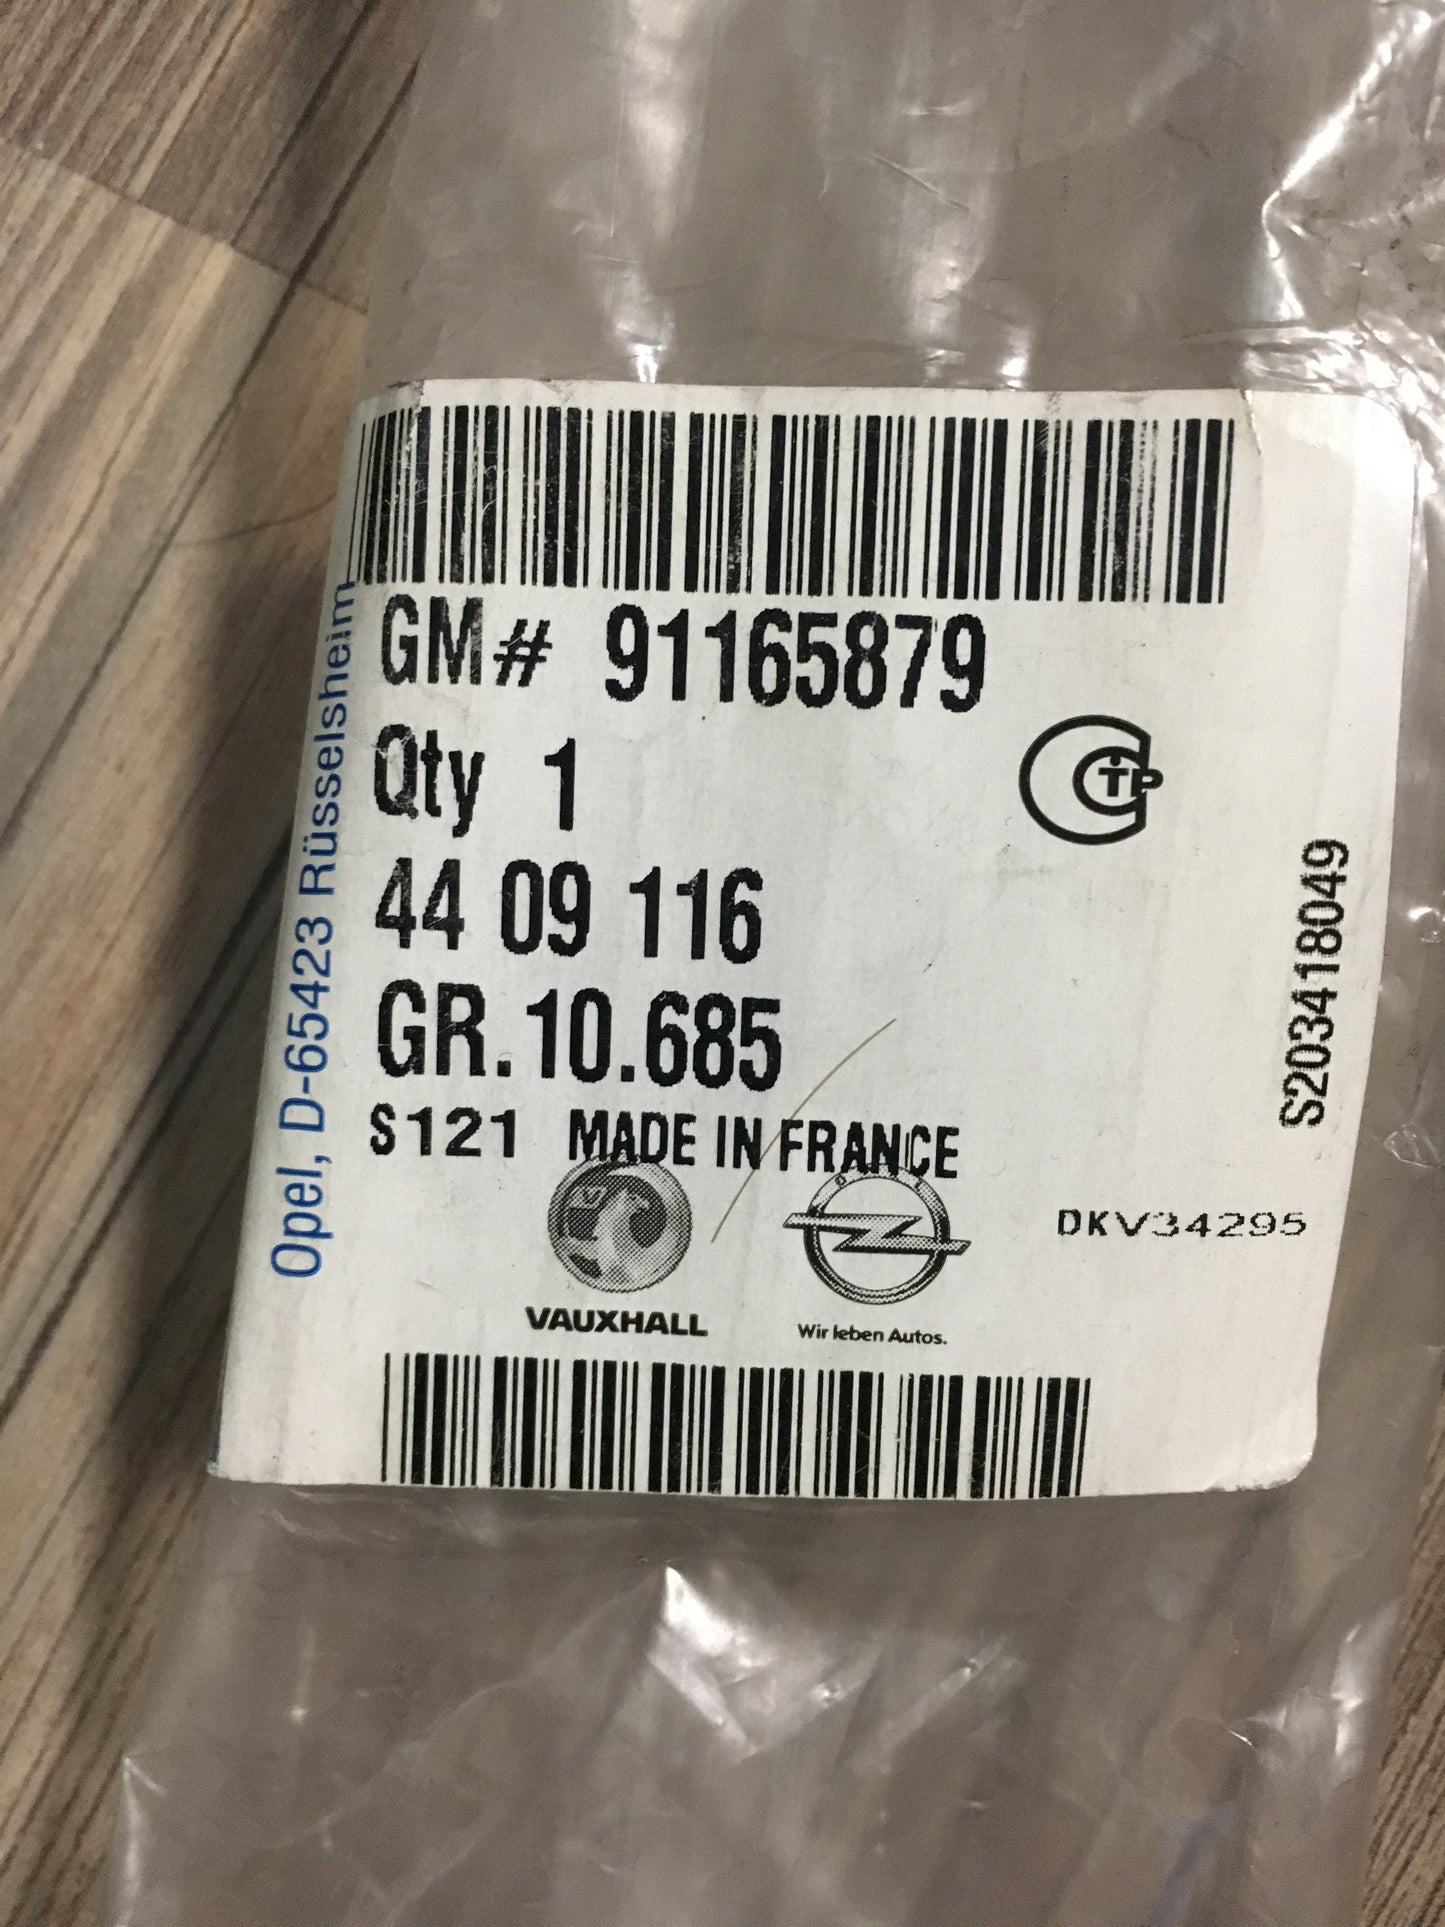 GM# 91165879
Qty 1
44 09 116
GR.10.685
S121 MADE IN FRANCE
VAUXHALL
OPEL
Wir leben Autos.
DKV34295
S203418049
Opel, D-65423 Rüsselsheim